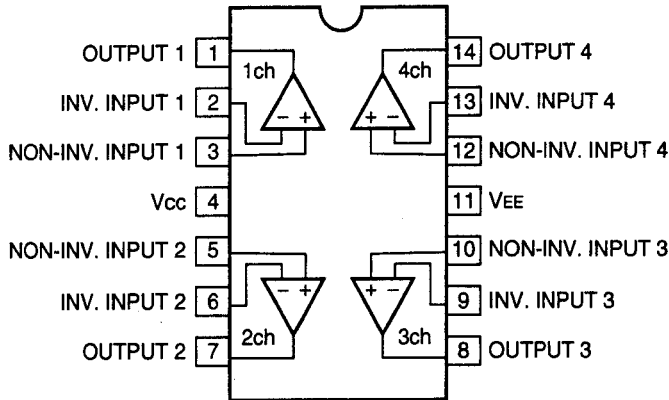 OUTPUT 1 1 14 OUTPUT 4
1ch 4ch
INV. INPUT 1 2 13 INV. INPUT 4
− + + −
NON-INV. INPUT 1 3 12 NON-INV. INPUT 4
Vcc 4 11 VEE
NON-INV. INPUT 2 5 10 NON-INV. INPUT 3
− + + −
INV. INPUT 2 6 9 INV. INPUT 3
2ch 3ch
OUTPUT 2 7 8 OUTPUT 3